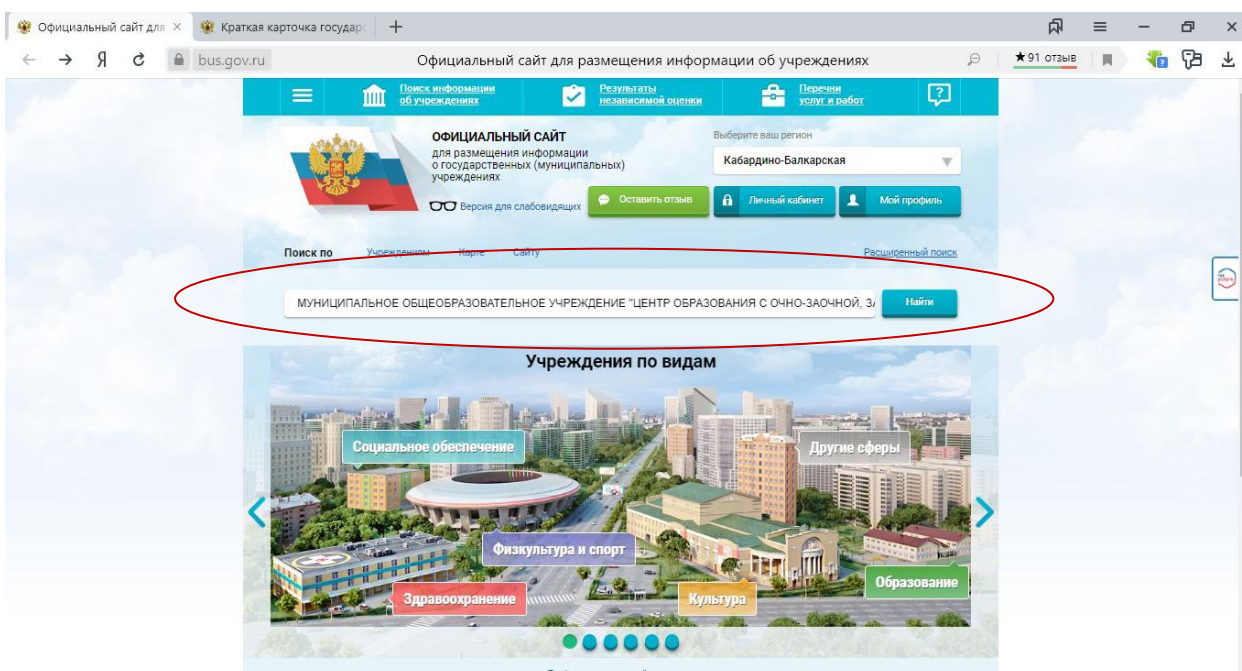 Официальный сайт для
Краткая карточка государс
bus.gov.ru
Официальный сайт для размещения информации об учреждениях
★91 отзыв
Поиск информации
об учреждениях
Результаты
независимой оценки
Перечни
услуг и работ
ОФИЦИАЛЬНЫЙ САЙТ
для размещения информации
о государственных (муниципальных)
учреждениях
Версия для слабовидящих
Оставить отзыв
Выберите ваш регион
Кабардино-Балкарская
Личный кабинет
Мой профиль
Поиск по Учреждениям Карте Сайту Расширенный поиск
МУНИЦИПАЛЬНОЕ ОБЩЕОБРАЗОВАТЕЛЬНОЕ УЧРЕЖДЕНИЕ "ЦЕНТР ОБРАЗОВАНИЯ С ОЧНО-ЗАОЧНОЙ, ЗА
Найти
Учреждения по видам
Социальное обеспечение
Другие сферы
Физкультура и спорт
Образование
Здравоохранение
Культура